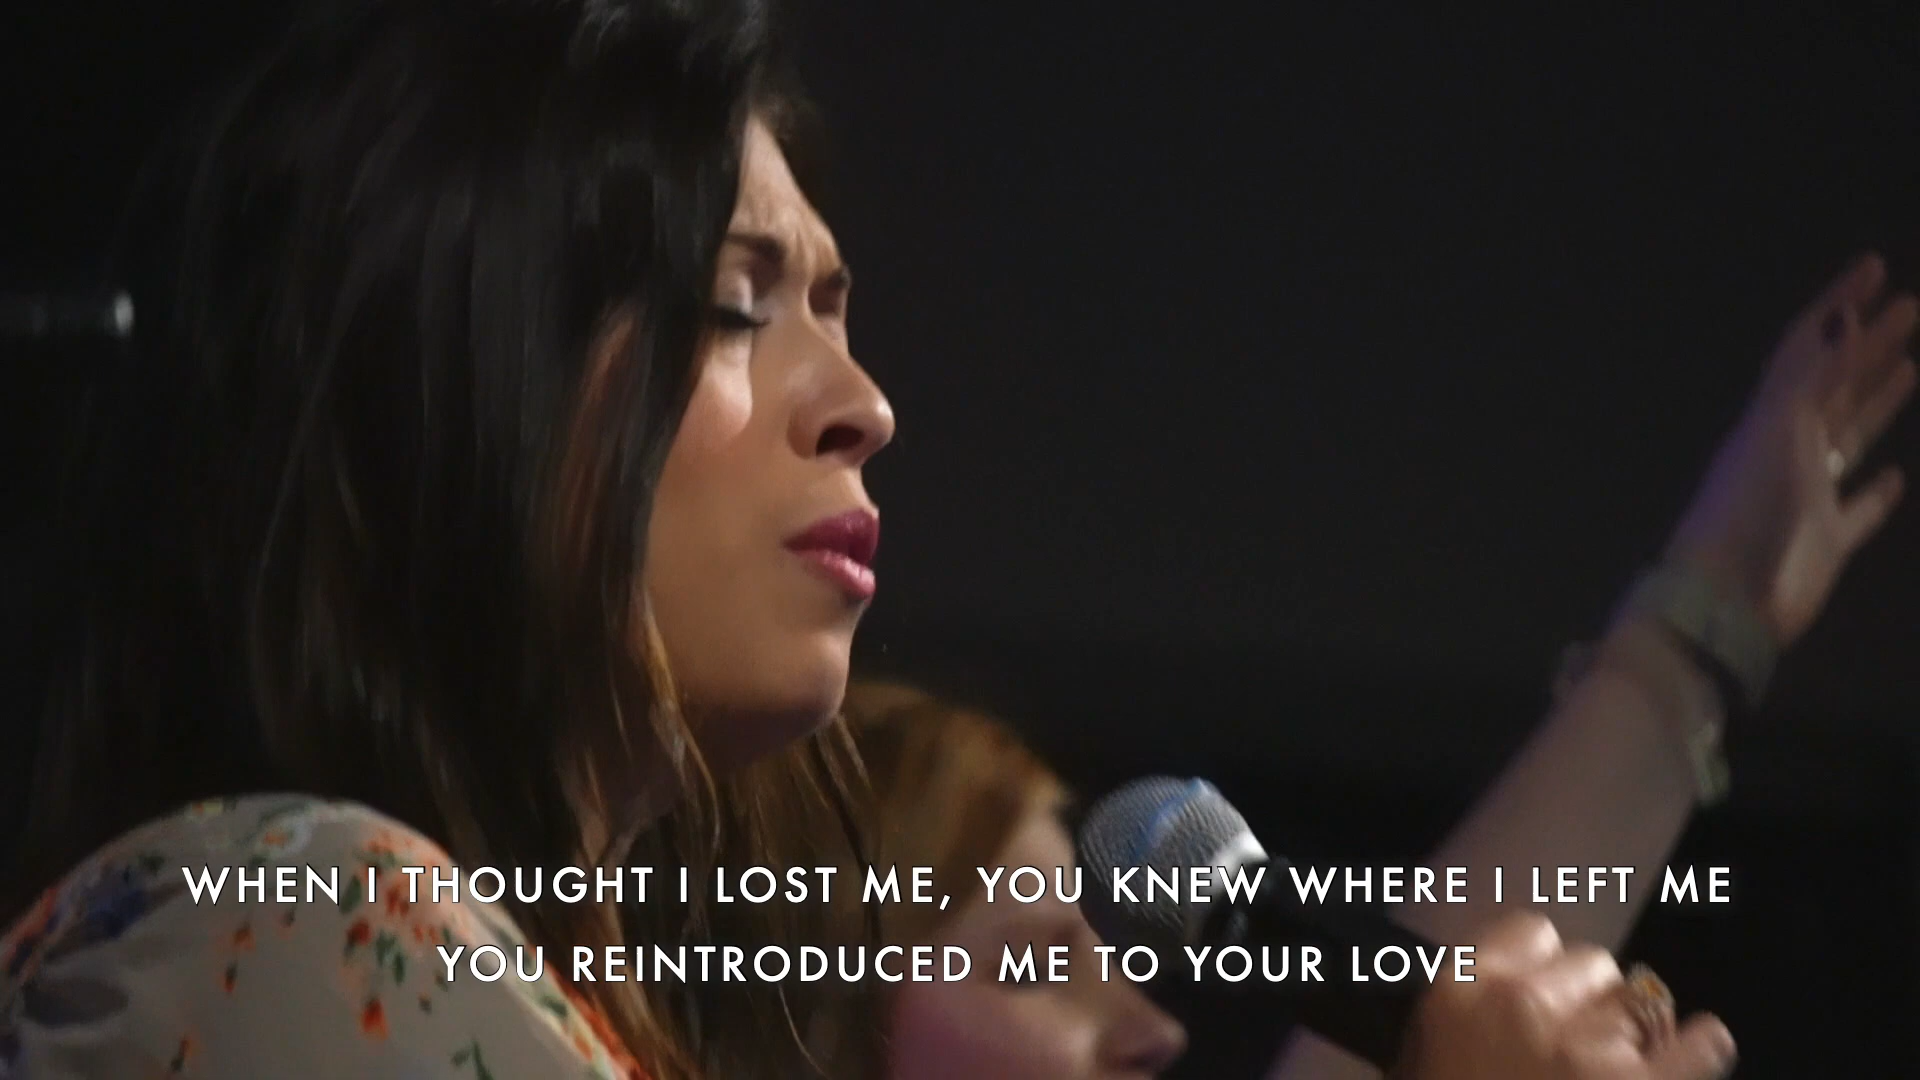 WHEN I THOUGHT I LOST ME, YOU KNEW WHERE I LEFT ME
YOU REINTRODUCED ME TO YOUR LOVE